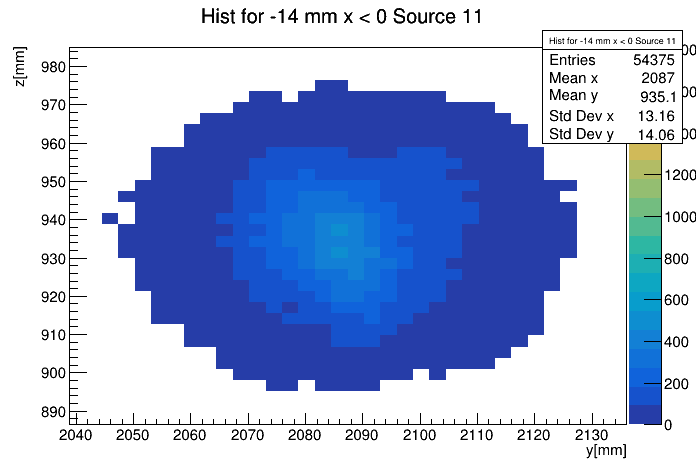 Hist for -14 mm x < 0 Source 11
z[mm]
Hist for -14 mm x < 0 Source 11
Entries 54375
Mean x 2087
Mean y 935.1
Std Dev x 13.16
Std Dev y 14.06
980
970
960
950
940
930
920
910
900
890
1200
1000
800
600
400
200
0
2040 2050 2060 2070 2080 2090 2100 2110 2120 2130
y[mm]